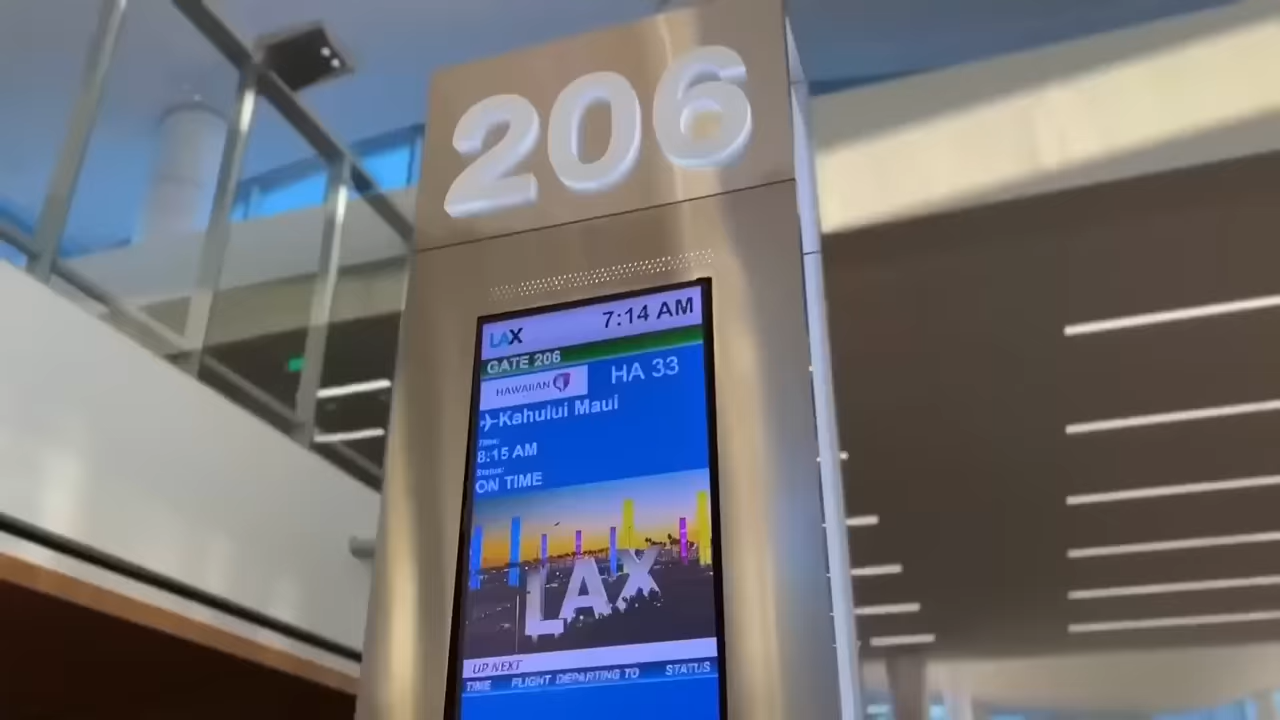 206
LAX 7:14 AM
GATE 206
HAWAIIAN HA 33
Kahului Maui
Time:
8:15 AM
Status:
ON TIME
LAX
UP NEXT
TIME FLIGHT DEPARTING TO STATUS